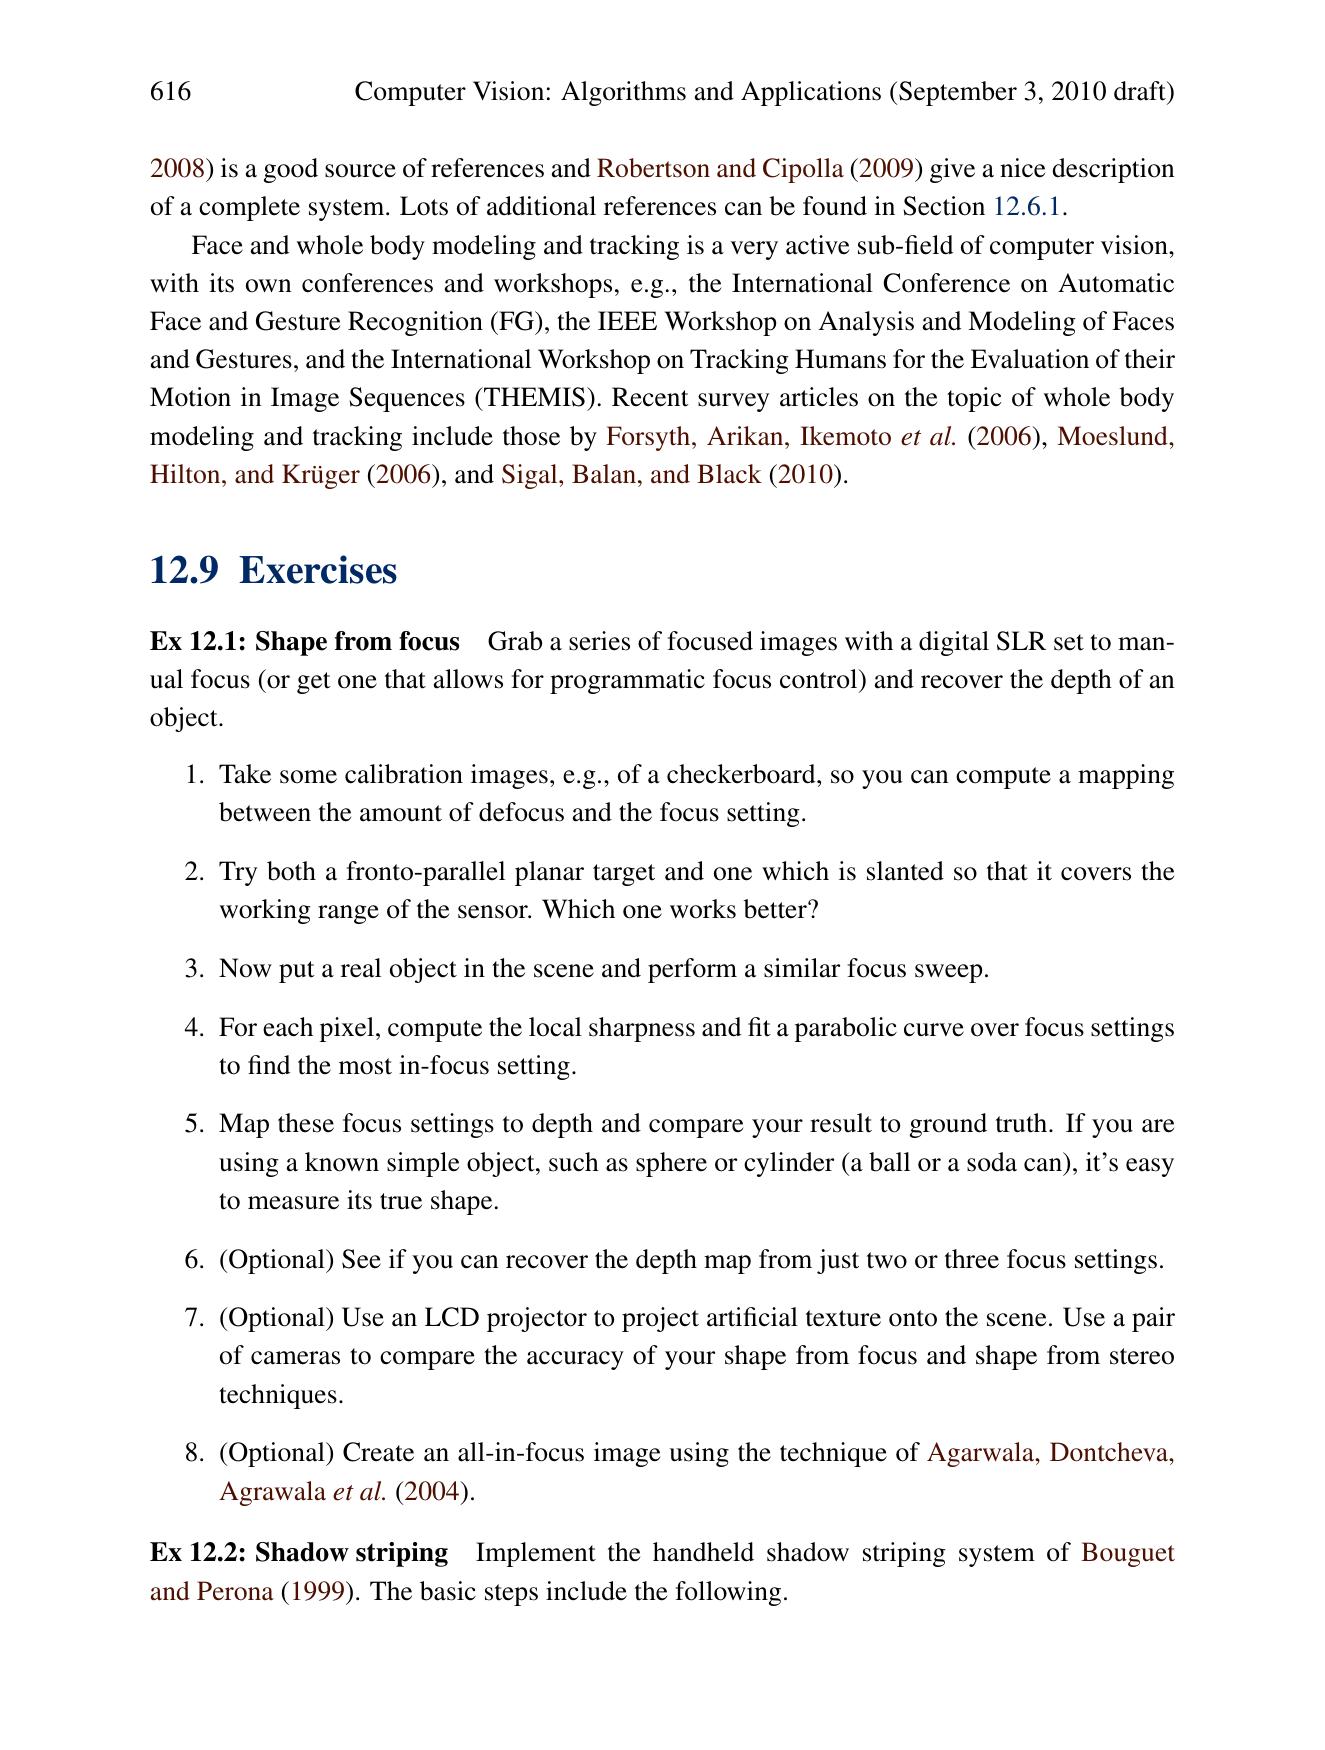 616 Computer Vision: Algorithms and Applications (September 3, 2010 draft)
2008) is a good source of references and Robertson and Cipolla (2009) give a nice description
of a complete system. Lots of additional references can be found in Section 12.6.1.
Face and whole body modeling and tracking is a very active sub-field of computer vision,
with its own conferences and workshops, e.g., the International Conference on Automatic
Face and Gesture Recognition (FG), the IEEE Workshop on Analysis and Modeling of Faces
and Gestures, and the International Workshop on Tracking Humans for the Evaluation of their
Motion in Image Sequences (THEMIS). Recent survey articles on the topic of whole body
modeling and tracking include those by Forsyth, Arikan, Ikemoto et al. (2006), Moeslund,
Hilton, and Krüger (2006), and Sigal, Balan, and Black (2010).
12.9 Exercises
Ex 12.1: Shape from focus Grab a series of focused images with a digital SLR set to man-
ual focus (or get one that allows for programmatic focus control) and recover the depth of an
object.
1. Take some calibration images, e.g., of a checkerboard, so you can compute a mapping
between the amount of defocus and the focus setting.
2. Try both a fronto-parallel planar target and one which is slanted so that it covers the
working range of the sensor. Which one works better?
3. Now put a real object in the scene and perform a similar focus sweep.
4. For each pixel, compute the local sharpness and fit a parabolic curve over focus settings
to find the most in-focus setting.
5. Map these focus settings to depth and compare your result to ground truth. If you are
using a known simple object, such as sphere or cylinder (a ball or a soda can), it's easy
to measure its true shape.
6. (Optional) See if you can recover the depth map from just two or three focus settings.
7. (Optional) Use an LCD projector to project artificial texture onto the scene. Use a pair
of cameras to compare the accuracy of your shape from focus and shape from stereo
techniques.
8. (Optional) Create an all-in-focus image using the technique of Agarwala, Dontcheva,
Agrawala et al. (2004).
Ex 12.2: Shadow striping Implement the handheld shadow striping system of Bouguet
and Perona (1999). The basic steps include the following.